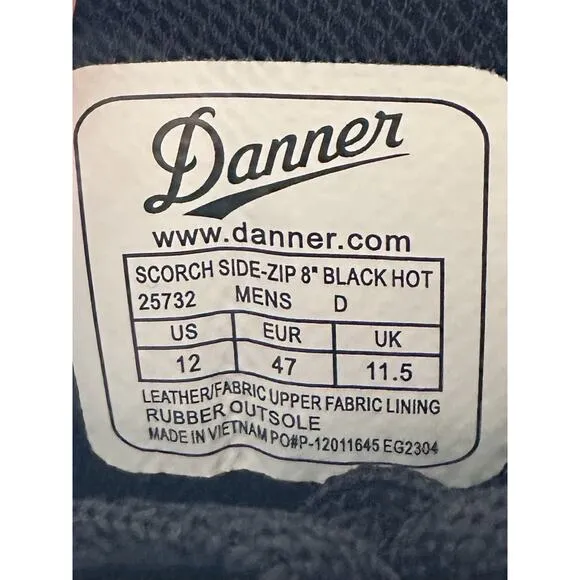 Danner
www.danner.com
SCORCH SIDE-ZIP 8" BLACK HOT
25732 MENS D
US EUR UK
12 47 11.5
LEATHER/FABRIC UPPER FABRIC LINING
RUBBER OUTSOLE
MADE IN VIETNAM PO#P-12011645 EG2304